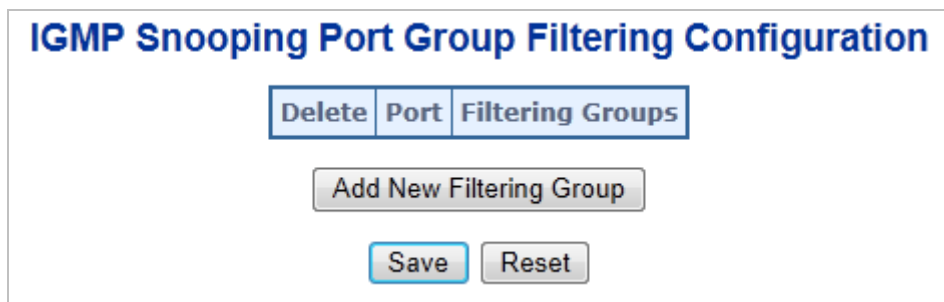 IGMP Snooping Port Group Filtering Configuration
Delete Port Filtering Groups
Add New Filtering Group
Save Reset